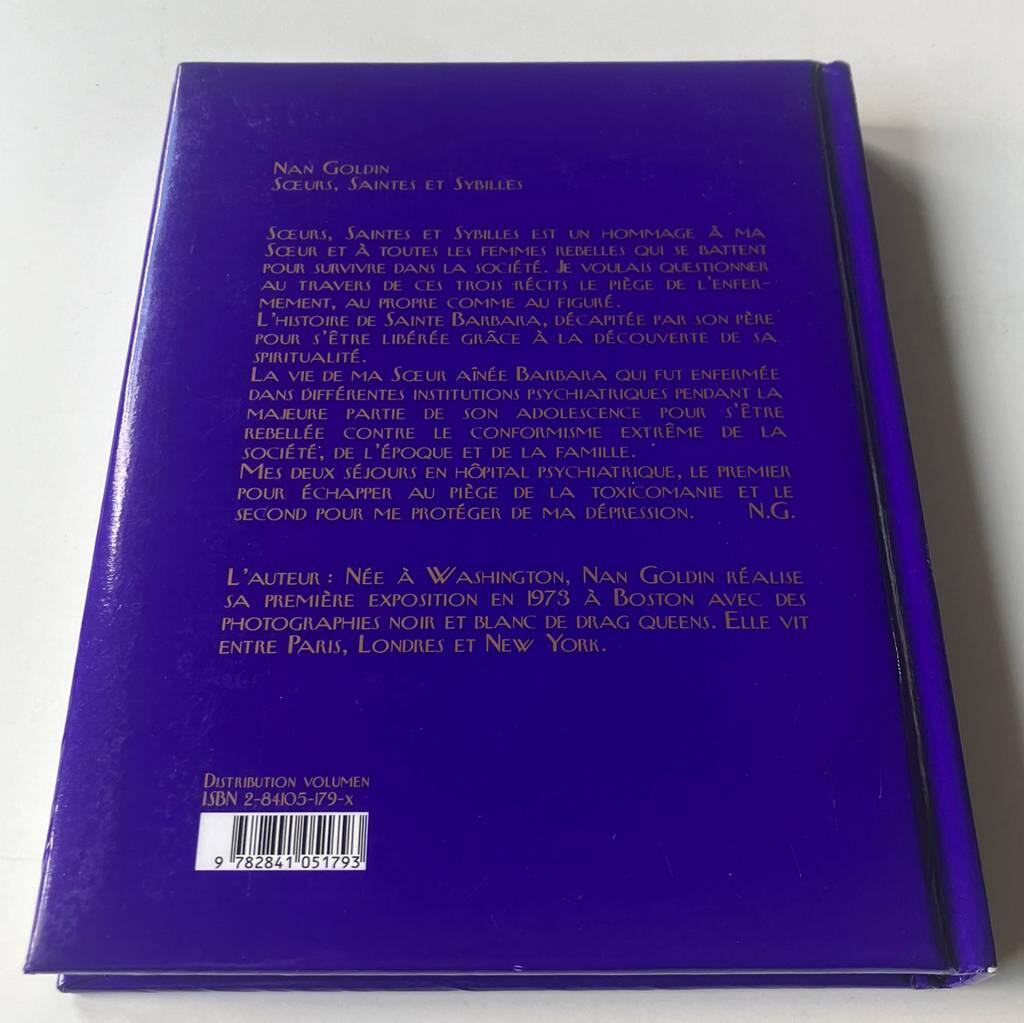 Nan Goldin
Sœurs, Saintes et Sybilles
Sœurs, Saintes et Sybilles est un hommage à ma
Sœur et à toutes les femmes rebelles qui se battent
pour survivre dans la société. Je voulais questionner
au travers de ces trois récits le piège de l'enfer-
mement, au propre comme au figuré.
L'histoire de Sainte Barbara, décapitée par son père
pour s'être libérée grâce à la découverte de sa
spiritualité.
La vie de ma Sœur aînée Barbara qui fut enfermée
dans différentes institutions psychiatriques pendant la
majeure partie de son adolescence pour s'être
rebellée contre le conformisme extrême de la
société, de l'époque et de la famille.
Mes deux séjours en hôpital psychiatrique, le premier
pour échapper au piège de la toxicomanie et le
second pour me protéger de ma dépression. N.G.
L'auteur : Née à Washington, Nan Goldin réalise
sa première exposition en 1973 à Boston avec des
photographies noir et blanc de drag queens. Elle vit
entre Paris, Londres et New York.
Distribution volumen
ISBN 2-84105-179-x
9 782841 051793